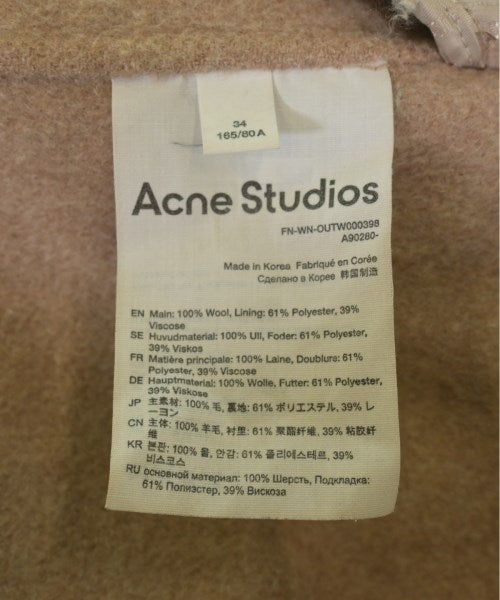 34
165/80A
Acne Studios
FN-WN-OUTW000398
A90280-
Made in Korea Fabriqué en Corée
Сделано в Корее 韩国制造
EN Main: 100% Wool, Lining: 61% Polyester, 39%
Viscose
SE Huvudmaterial: 100% Ull, Foder: 61% Polyester,
39% Viskos
FR Matière principale: 100% Laine, Doublure: 61%
Polyester, 39% Viscose
DE Hauptmaterial: 100% Wolle, Futter: 61% Polyester,
39% Viskose
JP 主素材: 100% 毛, 裏地: 61% ポリエステル, 39% レ
ーヨン
CN 主体: 100% 羊毛, 衬里: 61% 聚酯纤维, 39% 粘胶纤
维
KR 본판: 100% 울, 안감: 61% 폴리에스테르, 39%
비스코스
RU основной материал: 100% Шерсть, Подкладка:
61% Полиэстер, 39% Вискоза